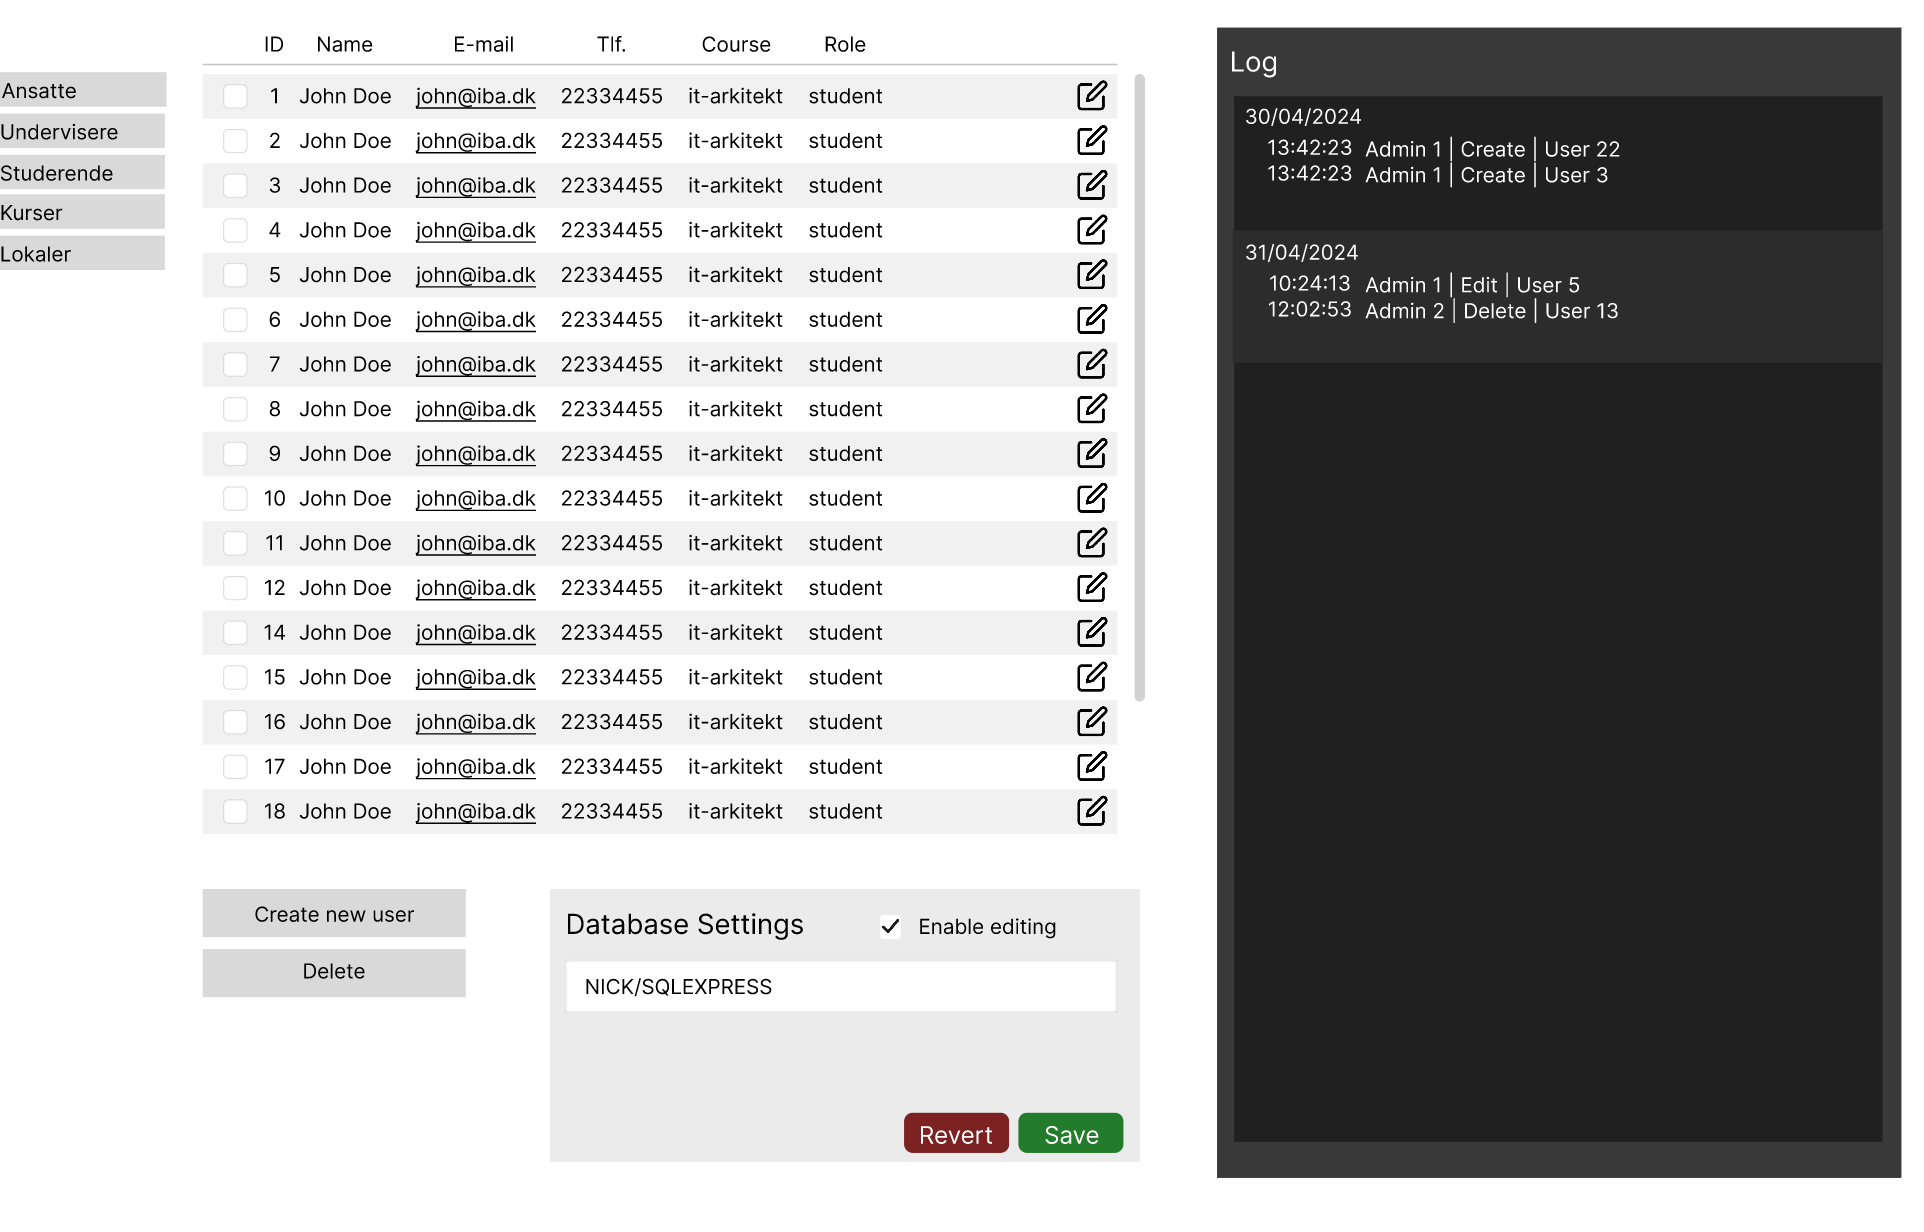 Ansatte
Undervisere
Studerende
Kurser
Lokaler
ID Name E-mail Tlf. Course Role
1 John Doe john@iba.dk 22334455 it-arkitekt student
2 John Doe john@iba.dk 22334455 it-arkitekt student
3 John Doe john@iba.dk 22334455 it-arkitekt student
4 John Doe john@iba.dk 22334455 it-arkitekt student
5 John Doe john@iba.dk 22334455 it-arkitekt student
6 John Doe john@iba.dk 22334455 it-arkitekt student
7 John Doe john@iba.dk 22334455 it-arkitekt student
8 John Doe john@iba.dk 22334455 it-arkitekt student
9 John Doe john@iba.dk 22334455 it-arkitekt student
10 John Doe john@iba.dk 22334455 it-arkitekt student
11 John Doe john@iba.dk 22334455 it-arkitekt student
12 John Doe john@iba.dk 22334455 it-arkitekt student
14 John Doe john@iba.dk 22334455 it-arkitekt student
15 John Doe john@iba.dk 22334455 it-arkitekt student
16 John Doe john@iba.dk 22334455 it-arkitekt student
17 John Doe john@iba.dk 22334455 it-arkitekt student
18 John Doe john@iba.dk 22334455 it-arkitekt student
Create new user
Delete
Database Settings
Enable editing
NICK/SQLEXPRESS
Revert
Save
Log
30/04/2024
13:42:23 Admin 1 | Create | User 22
13:42:23 Admin 1 | Create | User 3
31/04/2024
10:24:13 Admin 1 | Edit | User 5
12:02:53 Admin 2 | Delete | User 13